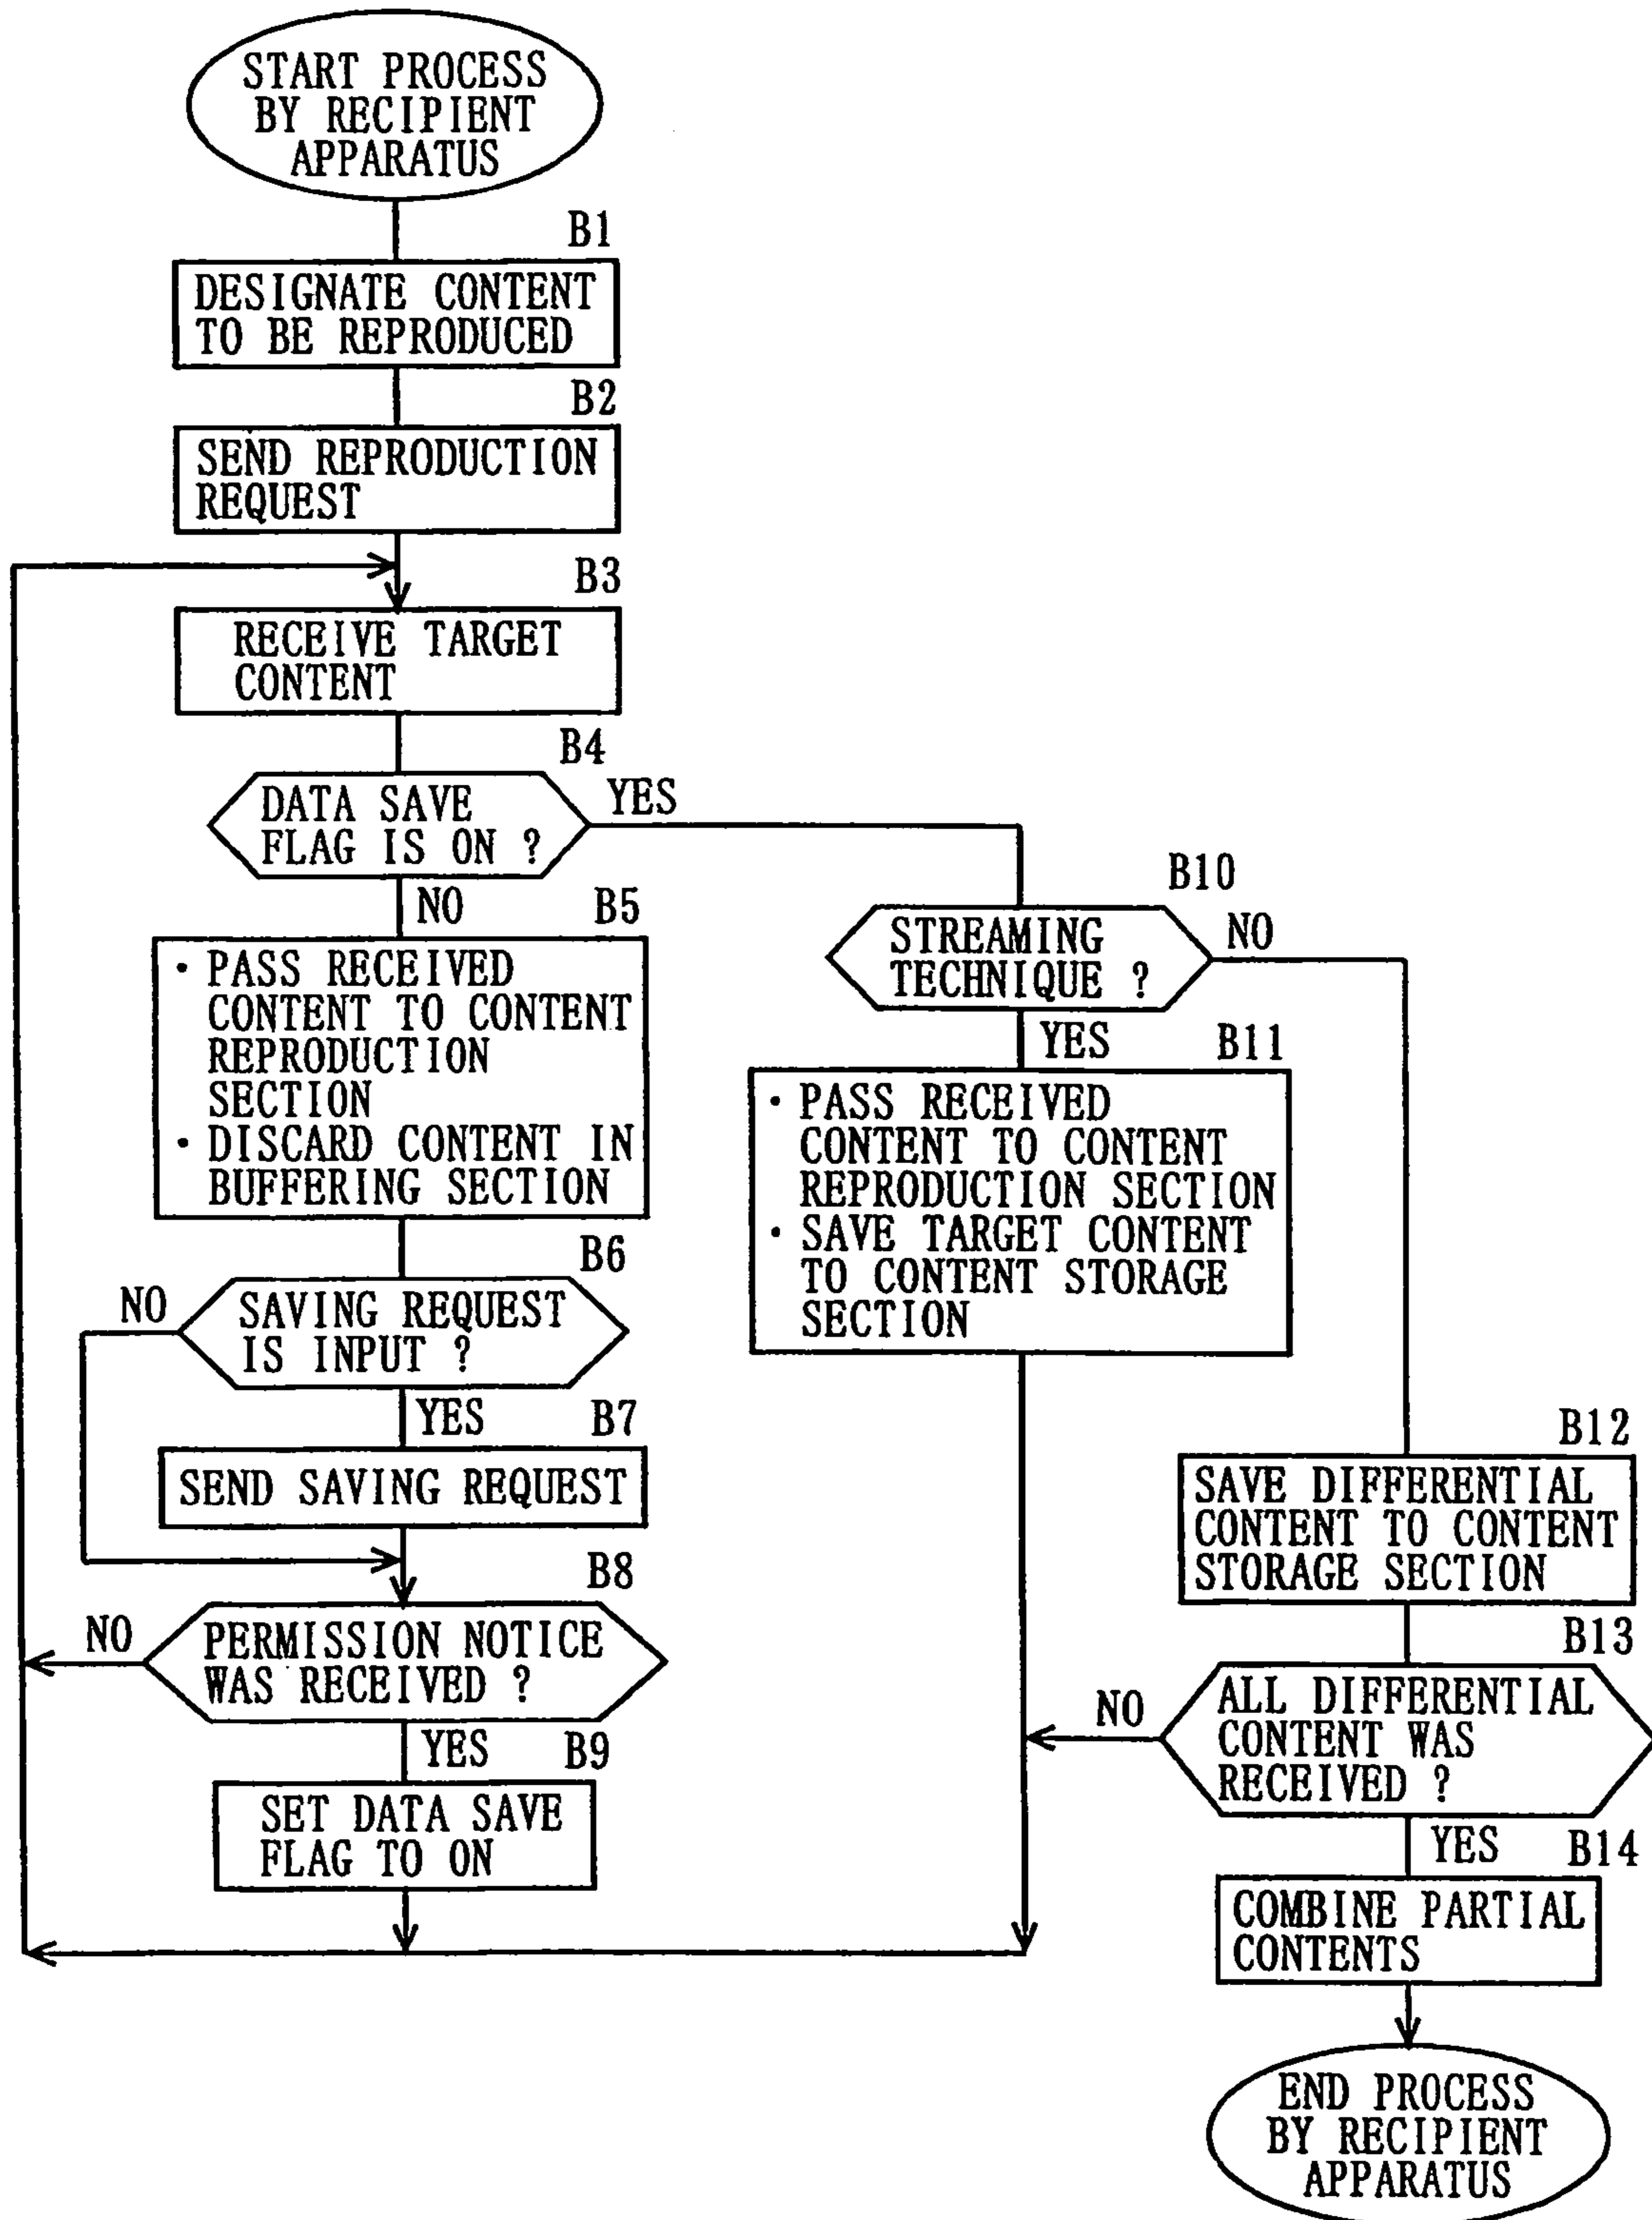 START PROCESS
BY RECIPIENT
APPARATUS
B1
DESIGNATE CONTENT
TO BE REPRODUCED
B2
SEND REPRODUCTION
REQUEST
B3
RECEIVE TARGET
CONTENT
B4
DATA SAVE
FLAG IS ON ?
YES
NO
B5
· PASS RECEIVED
CONTENT TO CONTENT
REPRODUCTION
SECTION
· DISCARD CONTENT IN
BUFFERING SECTION
B6
SAVING REQUEST
IS INPUT ?
NO
YES
B7
SEND SAVING REQUEST
B8
PERMISSION NOTICE
WAS RECEIVED ?
NO
YES
B9
SET DATA SAVE
FLAG TO ON
B10
STREAMING
TECHNIQUE ?
NO
YES
B11
· PASS RECEIVED
CONTENT TO CONTENT
REPRODUCTION SECTION
· SAVE TARGET CONTENT
TO CONTENT STORAGE
SECTION
B12
SAVE DIFFERENTIAL
CONTENT TO CONTENT
STORAGE SECTION
B13
ALL DIFFERENTIAL
CONTENT WAS
RECEIVED ?
NO
YES
B14
COMBINE PARTIAL
CONTENTS
END PROCESS
BY RECIPIENT
APPARATUS